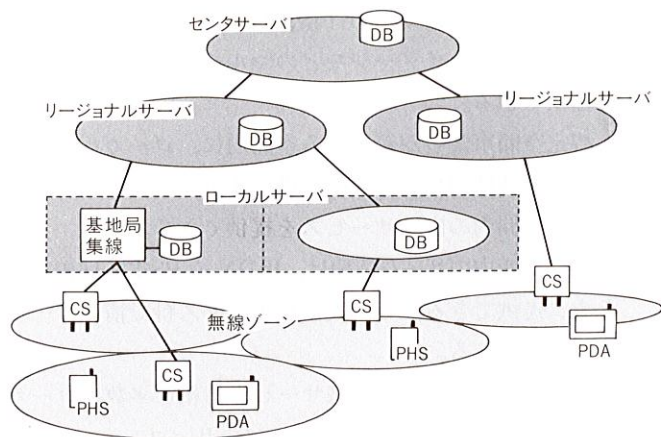 センタサーバ
DB
リージョナルサーバ
リージョナルサーバ
DB
DB
ローカルサーバ
基地局
集線
DB
DB
CS
CS
CS
無線ゾーン
CS
PHS
PDA
PHS
PDA